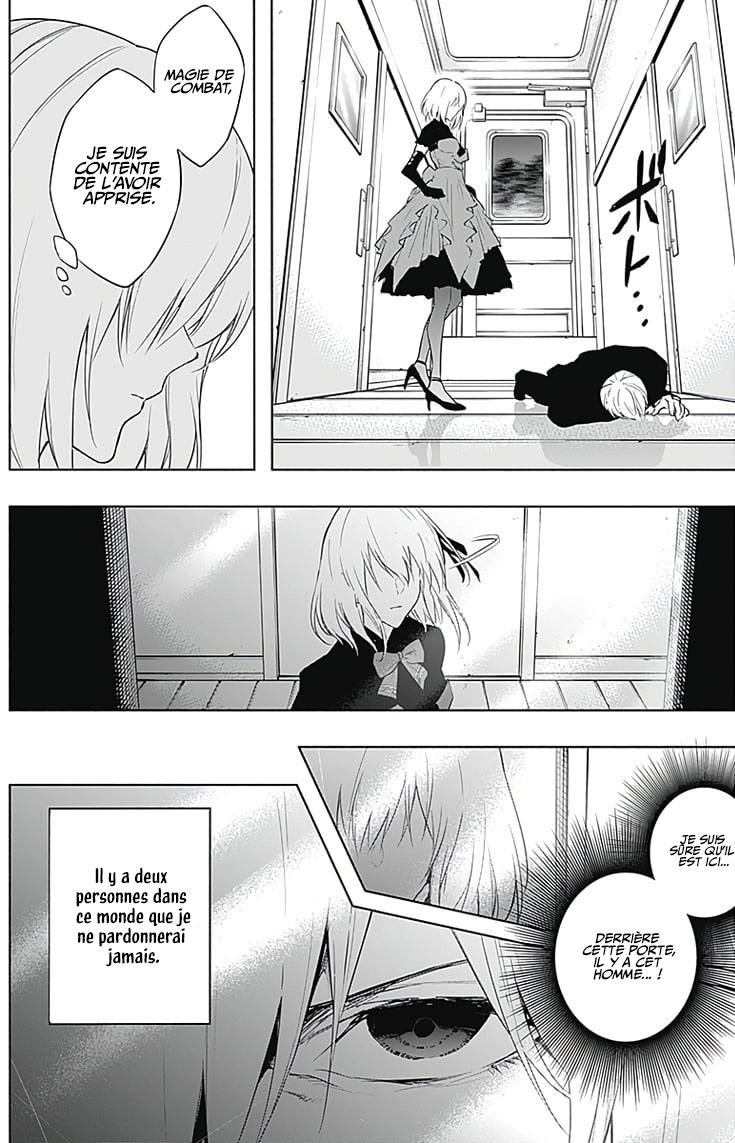 MAGIE DE
COMBAT,
JE SUIS
CONTENTE
DE L'AVOIR
APPRISE.
ボト...
JE SUIS
SÛRE QU'IL
EST ICI...
DERRIÈRE
CETTE PORTE,
IL Y A CET
HOMME... !
Il y a deux
personnes dans
ce monde que je
ne pardonnerai
jamais.